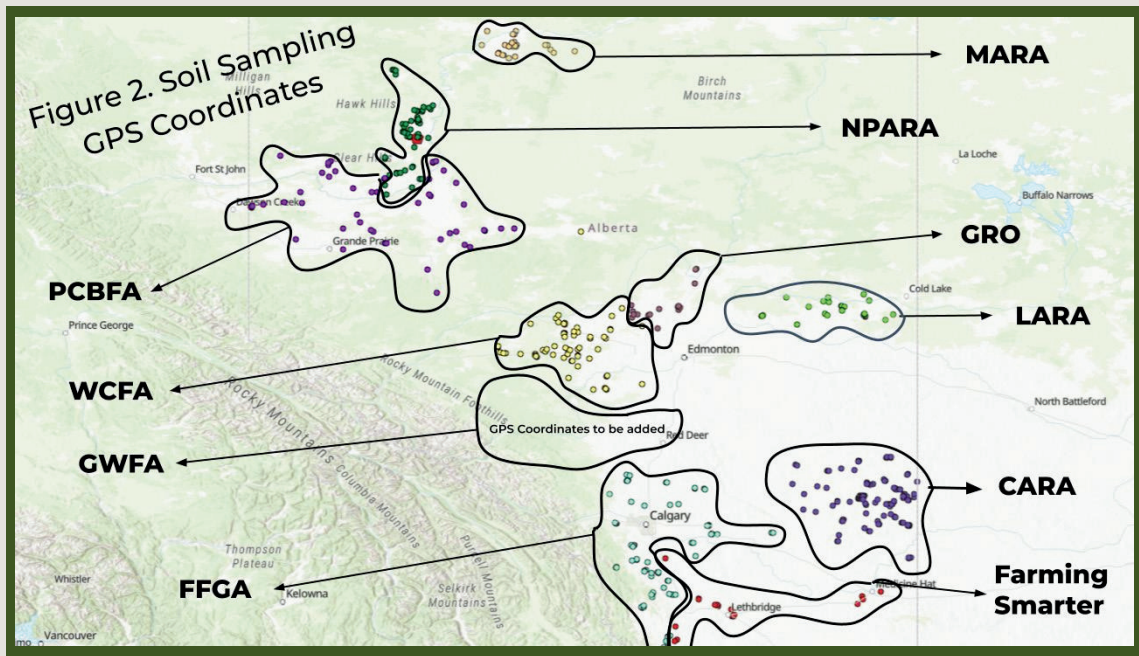 Figure 2. Soil Sampling
GPS Coordinates
MARA
Milligan
Hills
Hawk Hills
Birch
Mountains
NPARA
Fort St John
Clear Hills
La Loche
Buffalo Narrows
Dawson Creek
Alberta
GRO
Grande Prairie
PCBFA
Cold Lake
LARA
Prince George
Edmonton
Rocky Mountain Foothills
WCFA
Rocky Mountains
North Battleford
GPS Coordinates to be added
Red Deer
GWFA
Columbia Mountains
CARA
Calgary
Thompson
Plateau
Purcell Mountains
Whistler
FFGA
Kelowna
Selkirk
Mountains
Medicine Hat
Farming
Smarter
Lethbridge
mo
Vancouver